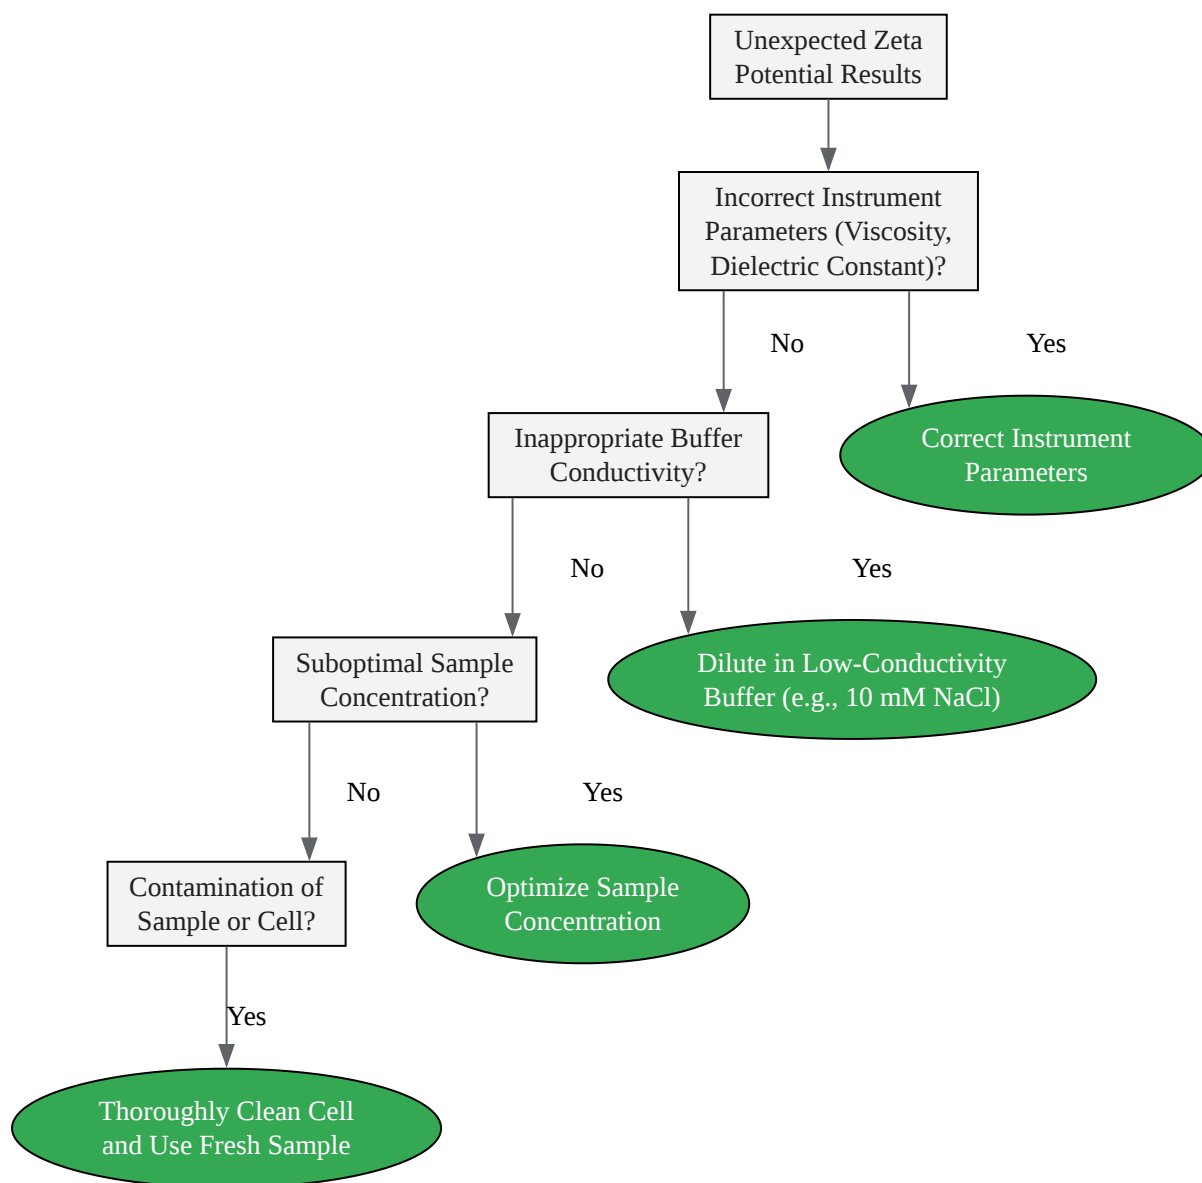 Unexpected Zeta
Potential Results
Incorrect Instrument
Parameters (Viscosity,
Dielectric Constant)?
No
Yes
Inappropriate Buffer
Conductivity?
Correct Instrument
Parameters
No
Yes
Suboptimal Sample
Concentration?
Dilute in Low-Conductivity
Buffer (e.g., 10 mM NaCl)
No
Yes
Contamination of
Sample or Cell?
Optimize Sample
Concentration
Yes
Thoroughly Clean Cell
and Use Fresh Sample